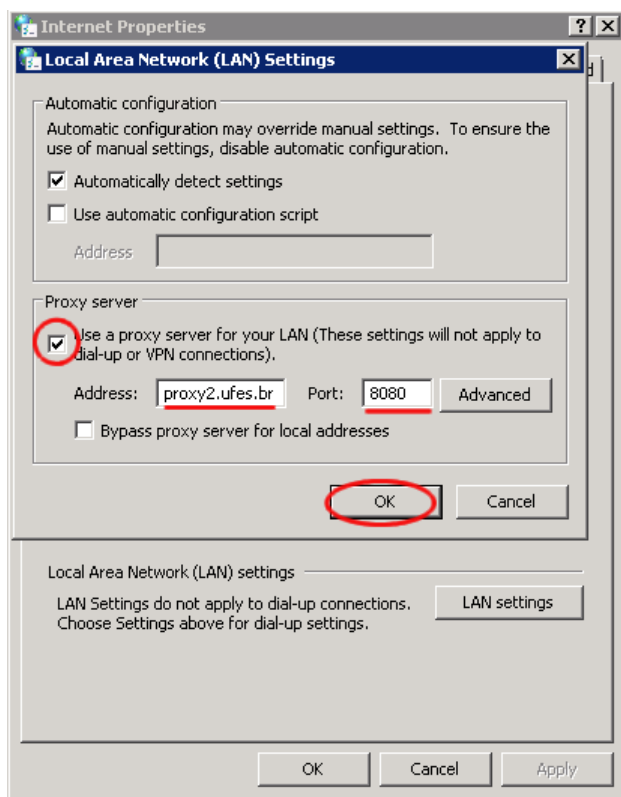 Internet Properties
Local Area Network (LAN) Settings
Automatic configuration
Automatic configuration may override manual settings. To ensure the
use of manual settings, disable automatic configuration.
Automatically detect settings
Use automatic configuration script
Address
Proxy server
Use a proxy server for your LAN (These settings will not apply to
dial-up or VPN connections).
Address: proxy2.ufes.br Port: 8080 Advanced
Bypass proxy server for local addresses
OK Cancel
Local Area Network (LAN) settings
LAN Settings do not apply to dial-up connections. LAN settings
Choose Settings above for dial-up settings.
OK Cancel Apply